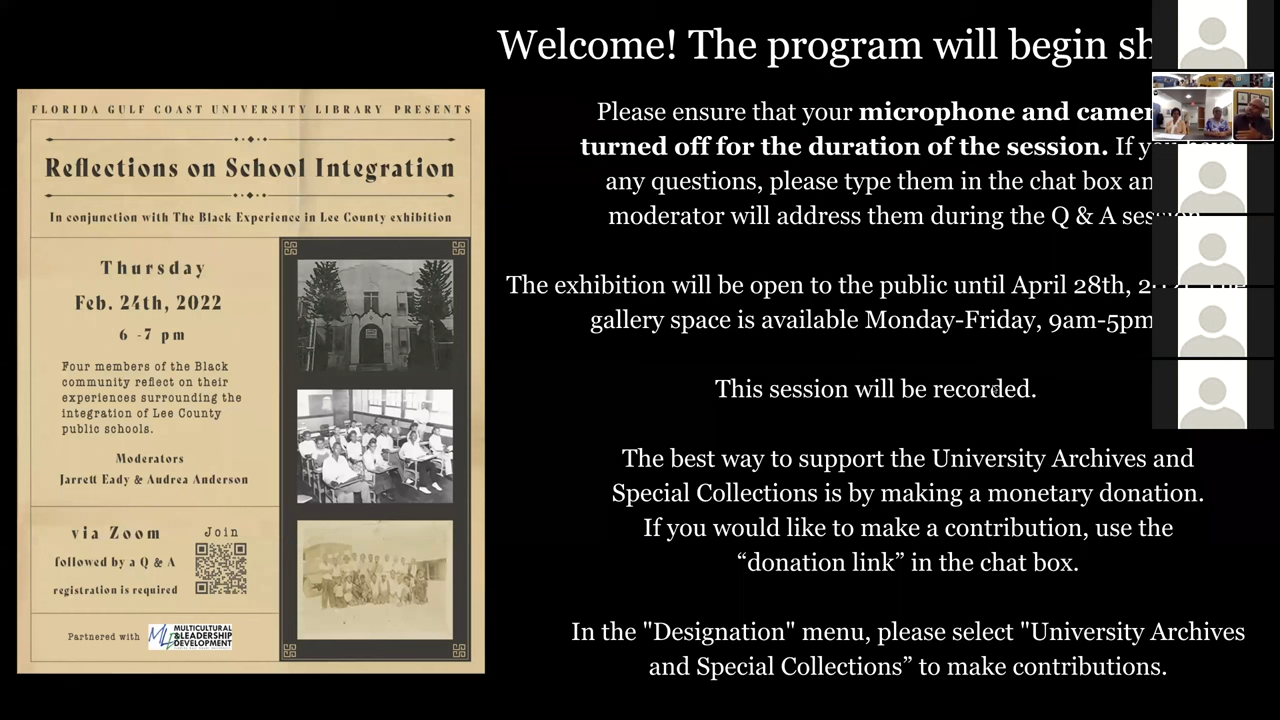 FLORIDA GULF COAST UNIVERSITY LIBRARY PRESENTS
Reflections on School Integration
In conjunction with The Black Experience in Lee County exhibition
Thursday
Feb. 24th, 2022
6 -7 pm
Four members of the Black
community reflect on their
experiences surrounding the
integration of Lee County
public schools.
Moderators
Jarrett Eady & Audrea Anderson
via Zoom
followed by a Q & A
registration is required
Join
Partnered with
MLD MULTICULTURAL
& LEADERSHIP
DEVELOPMENT
Welcome! The program will begin sh
Please ensure that your microphone and camer
turned off for the duration of the session. If you have
any questions, please type them in the chat box an
moderator will address them during the Q & A session
The exhibition will be open to the public until April 28th, The
gallery space is available Monday-Friday, 9am-5pm
This session will be recorded.
The best way to support the University Archives and
Special Collections is by making a monetary donation.
If you would like to make a contribution, use the
“donation link” in the chat box.
In the "Designation" menu, please select "University Archives
and Special Collections” to make contributions.